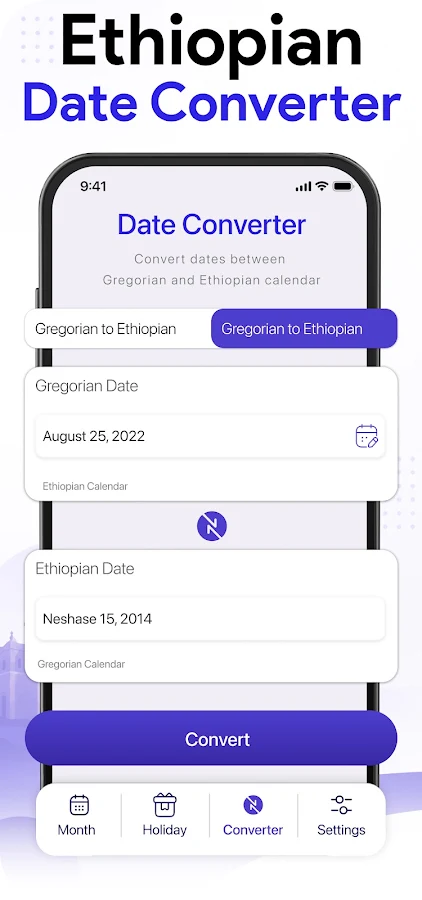 Ethiopian
Date Converter
9:41
Date Converter
Convert dates between
Gregorian and Ethiopian calendar
Gregorian to Ethiopian
Gregorian to Ethiopian
Gregorian Date
August 25, 2022
Ethiopian Calendar
Ethiopian Date
Neshase 15, 2014
Gregorian Calendar
Convert
Month
Holiday
Converter
Settings